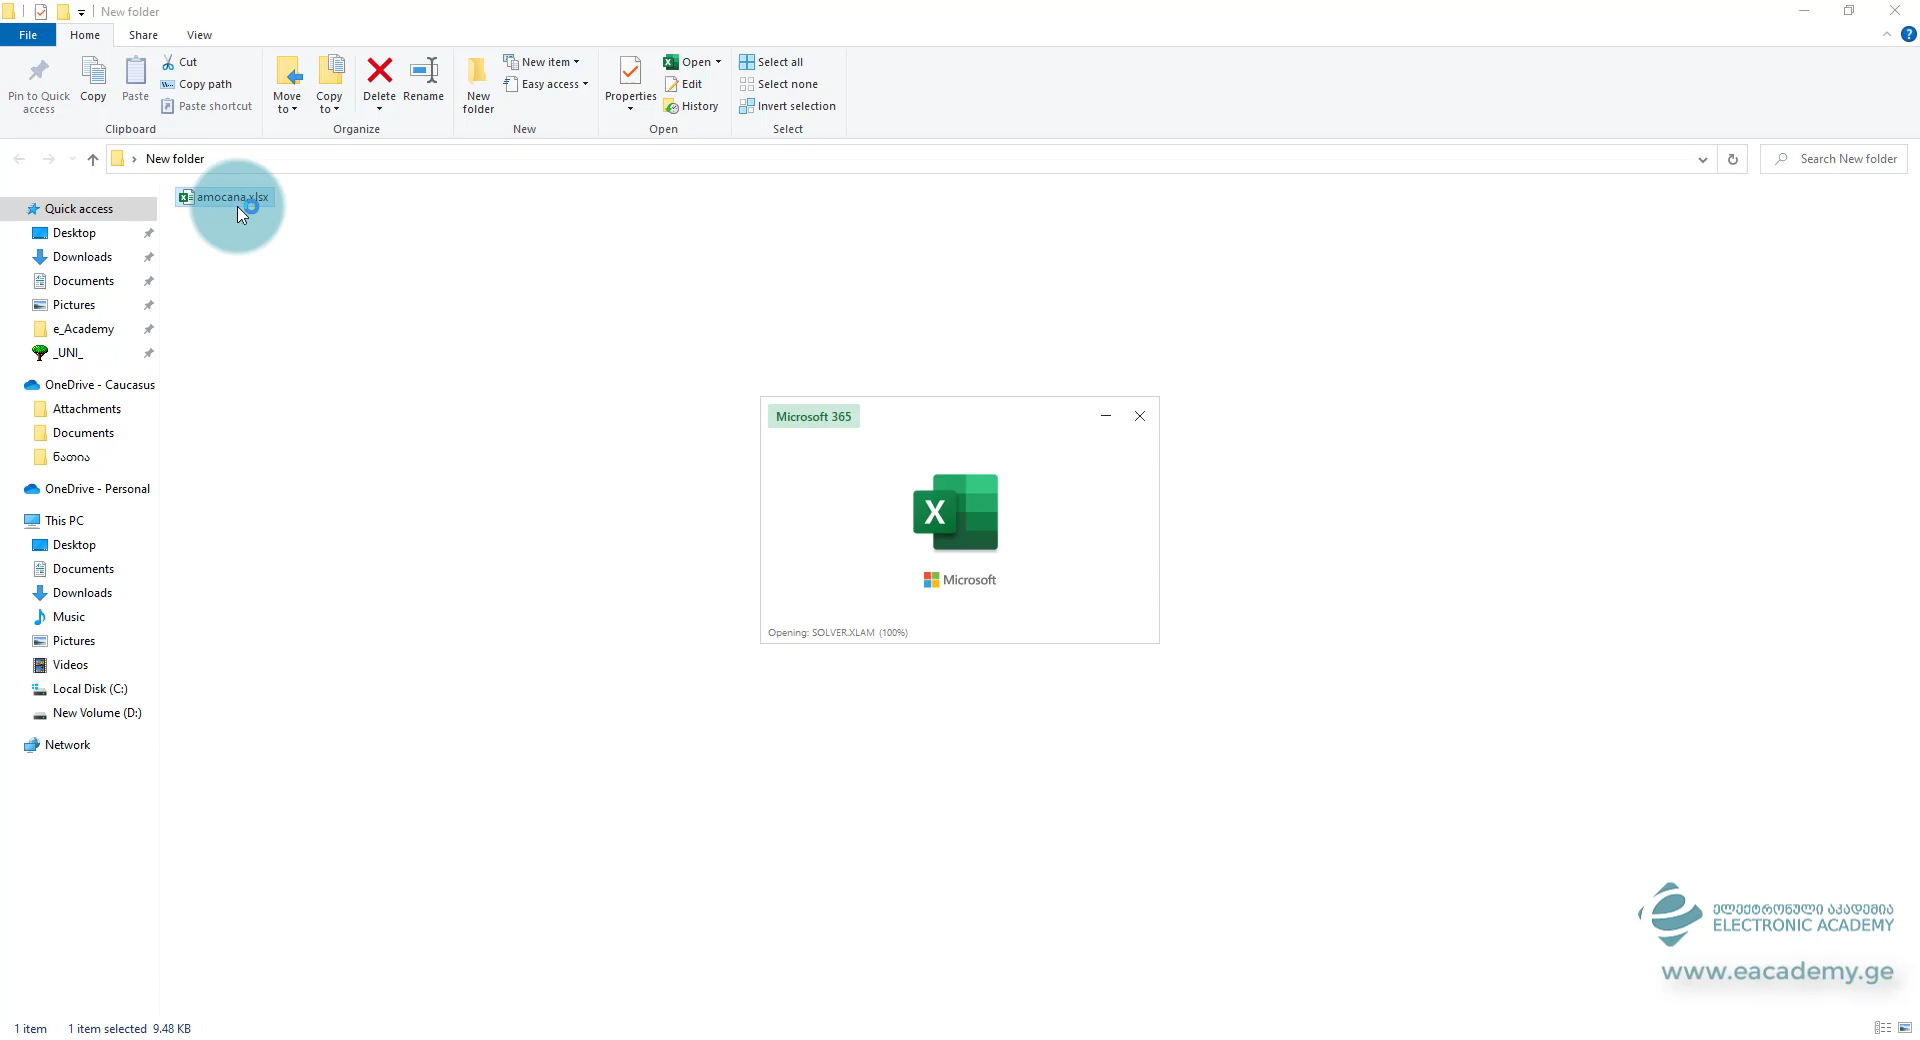 New folder
File
Home
Share
View
Pin to Quick access
Copy
Paste
Cut
Copy path
Paste shortcut
Clipboard
Move to
Copy to
Delete
Rename
Organize
New folder
New item
Easy access
New
Properties
Open
Edit
History
Open
Select all
Select none
Invert selection
Select
New folder
Search New folder
amocana.xlsx
Quick access
Desktop
Downloads
Documents
Pictures
e_Academy
_UNI_
OneDrive - Caucasus
Attachments
Documents
ნათია
OneDrive - Personal
This PC
Desktop
Documents
Downloads
Music
Pictures
Videos
Local Disk (C:)
New Volume (D:)
Network
Microsoft 365
X
Microsoft
Opening: SOLVER.XLAM (100%)
ელექტრონული აკადემია
ELECTRONIC ACADEMY
www.eacademy.ge
1 item
1 item selected 9.48 KB